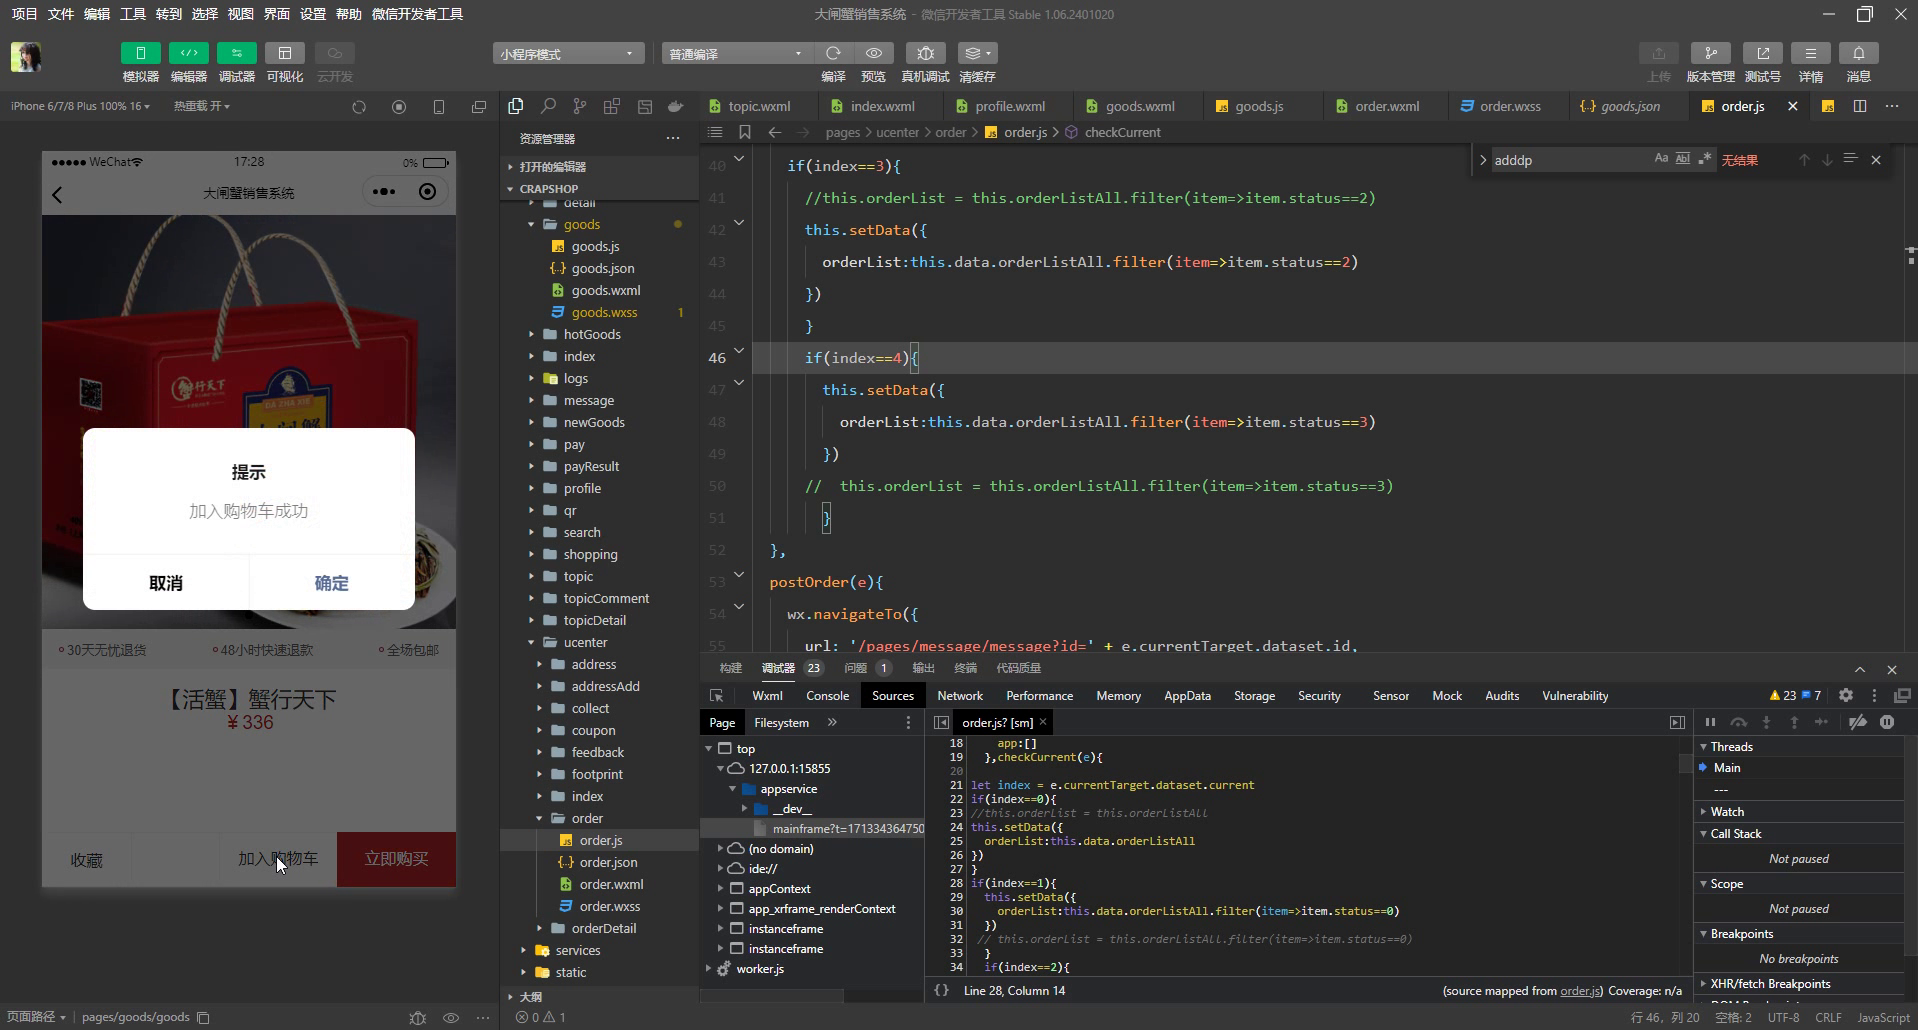 项目 文件 编辑 工具 转到 选择 视图 界面 设置 帮助 微信开发者工具
大闸蟹销售系统 - 微信开发者工具 Stable 1.06.2401020
小程序模式
普通编译
模拟器 编辑器 调试器 可视化 云开发
编译 预览 真机调试 清缓存
上传 版本管理 测试号 详情 消息
iPhone 6/7/8 Plus 100% 16
热重载 开
WeChat
17:28
0%
大闸蟹销售系统
蟹行天下
DA ZHA XIE
提示
加入购物车成功
取消
确定
30天无忧退货
48小时快速退款
全场包邮
【活蟹】蟹行天下
¥336
收藏
加入购物车
立即购买
页面路径
pages/goods/goods
资源管理器
打开的编辑器
CRAPSHOP
detail
goods
goods.js
goods.json
goods.wxml
goods.wxss 1
hotGoods
index
logs
message
newGoods
pay
payResult
profile
qr
search
shopping
topic
topicComment
topicDetail
ucenter
address
addressAdd
collect
coupon
feedback
footprint
index
order
order.js
order.json
order.wxml
order.wxss
orderDetail
services
static
大纲
0 1
topic.wxml
index.wxml
profile.wxml
goods.wxml
goods.js
order.wxml
order.wxss
goods.json
order.js
pages > ucenter > order > order.js > checkCurrent
adddp
Aa Abl .*
无结果
40 if(index==3){
41 //this.orderList = this.orderListAll.filter(item=>item.status==2)
42 this.setData({
43 orderList:this.data.orderListAll.filter(item=>item.status==2)
44 })
45 }
46 if(index==4){
47 this.setData({
48 orderList:this.data.orderListAll.filter(item=>item.status==3)
49 })
50 //  this.orderList = this.orderListAll.filter(item=>item.status==3)
51 }
52 },
53 postOrder(e){
54 wx.navigateTo({
55 url: '/pages/message/message?id=' + e.currentTarget.dataset.id,
构建 调试器 23 问题 1 输出 终端 代码质量
Wxml Console Sources Network Performance Memory AppData Storage Security Sensor Mock Audits Vulnerability
23 7
Page Filesystem »
order.js? [sm]
top
127.0.0.1:15855
appservice
__dev__
mainframe?t=171334364750
(no domain)
ide://
appContext
app_xrframe_renderContext
instanceframe
instanceframe
worker.js
18 app:[]
19 },checkCurrent(e){
20
21 let index = e.currentTarget.dataset.current
22 if(index==0){
23 //this.orderList = this.orderListAll
24 this.setData({
25 orderList:this.data.orderListAll
26 })
27 }
28 if(index==1){
29 this.setData({
30 orderList:this.data.orderListAll.filter(item=>item.status==0)
31 })
32 // this.orderList = this.orderListAll.filter(item=>item.status==0)
33 }
34 if(index==2){
{} Line 28, Column 14
(source mapped from order.js) Coverage: n/a
Threads
Main
---
Watch
Call Stack
Not paused
Scope
Not paused
Breakpoints
No breakpoints
XHR/fetch Breakpoints
行 46，列 20 空格: 2 UTF-8 CRLF JavaScript